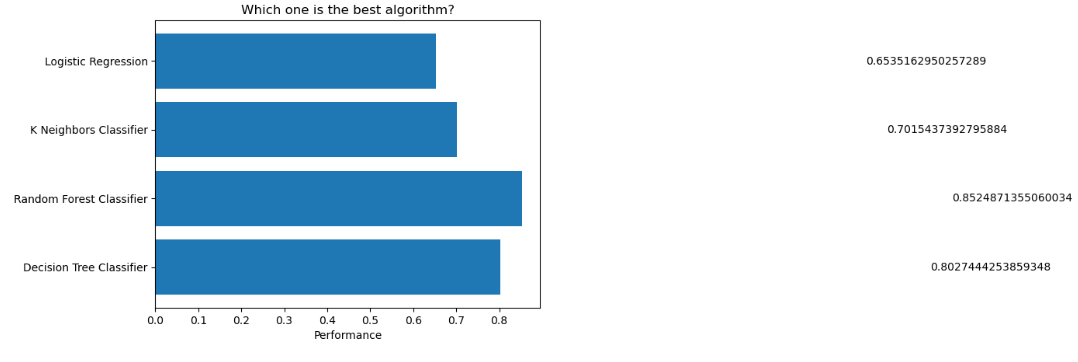 Which one is the best algorithm?
Logistic Regression
0.6535162950257289
K Neighbors Classifier
0.7015437392795884
Random Forest Classifier
0.8524871355060034
Decision Tree Classifier
0.8027444253859348
0.0 0.1 0.2 0.3 0.4 0.5 0.6 0.7 0.8
Performance